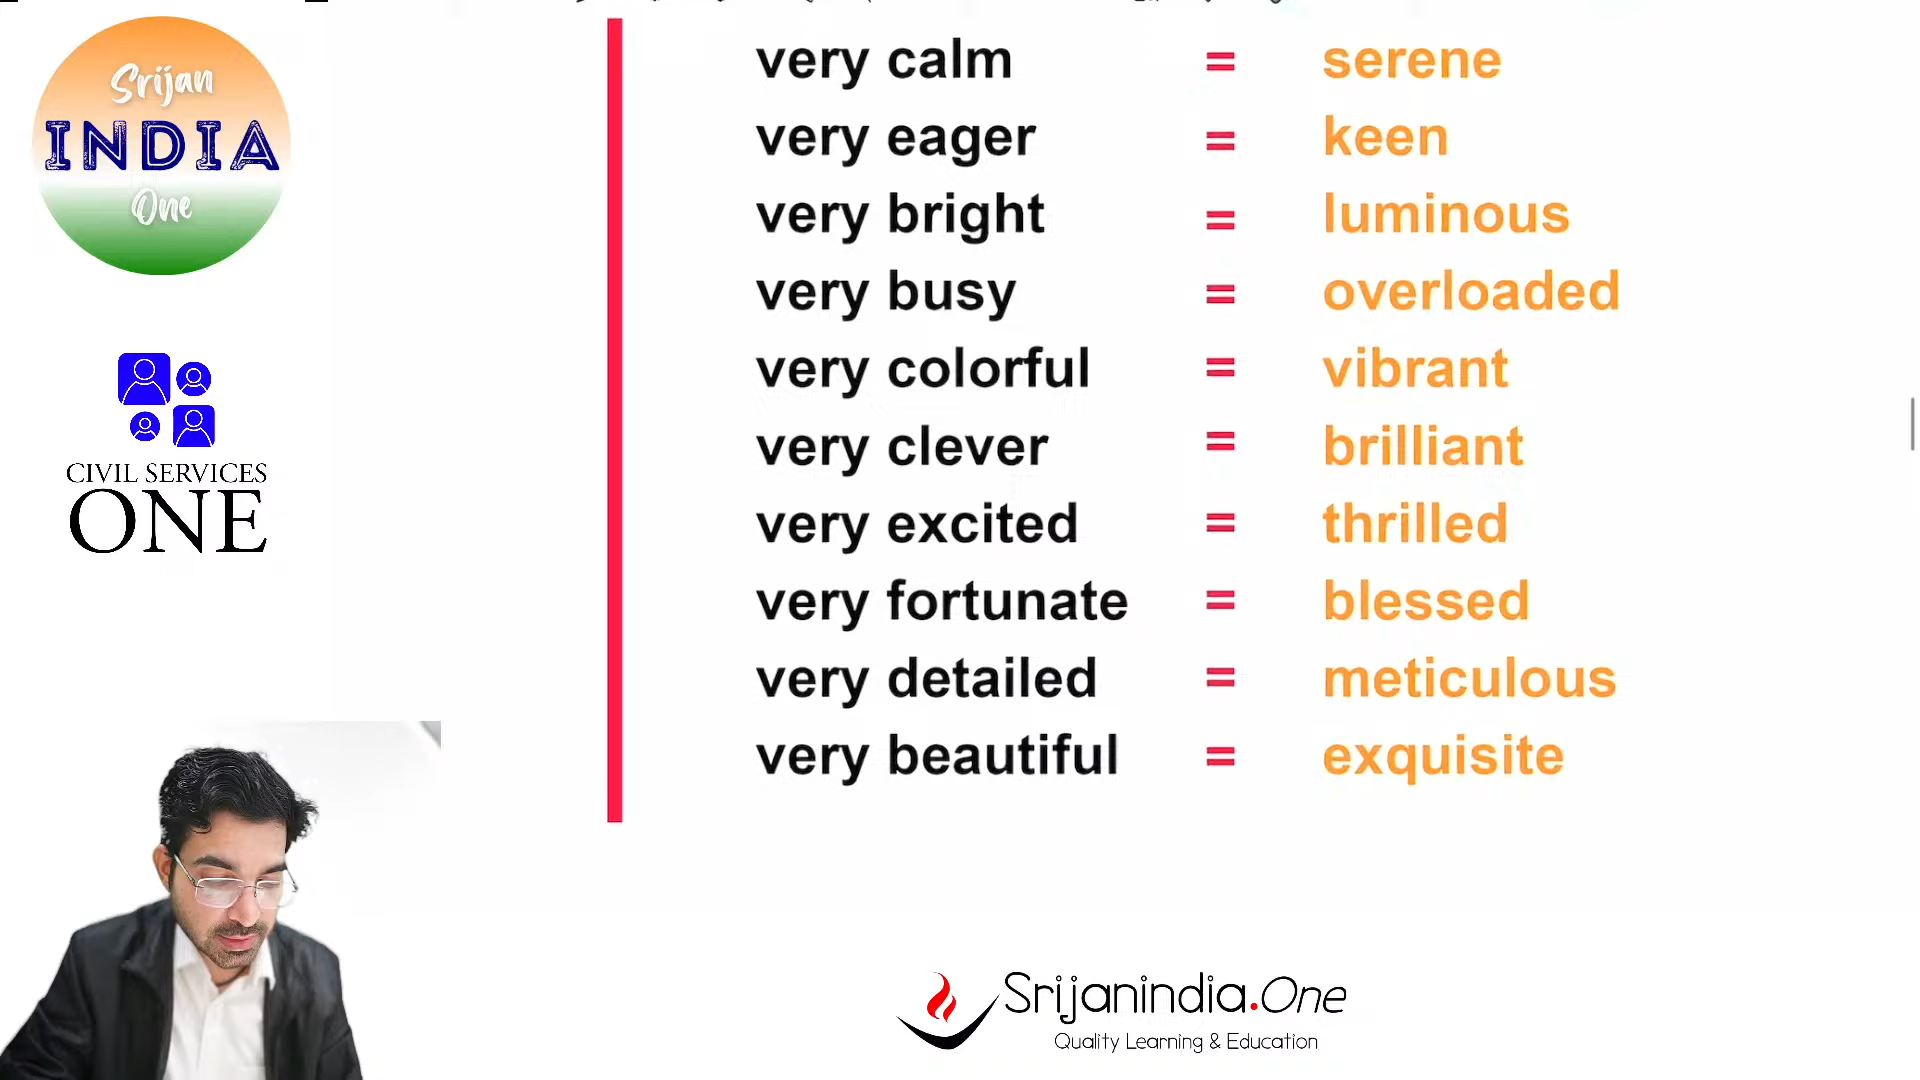 Srijan
INDIA
One
CIVIL SERVICES
ONE
very calm = serene
very eager = keen
very bright = luminous
very busy = overloaded
very colorful = vibrant
very clever = brilliant
very excited = thrilled
very fortunate = blessed
very detailed = meticulous
very beautiful = exquisite
Srijanindia.One
Quality Learning & Education